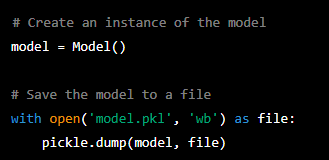 # Create an instance of the model
model = Model()
# Save the model to a file
with open('model.pkl', 'wb') as file:
    pickle.dump(model, file)